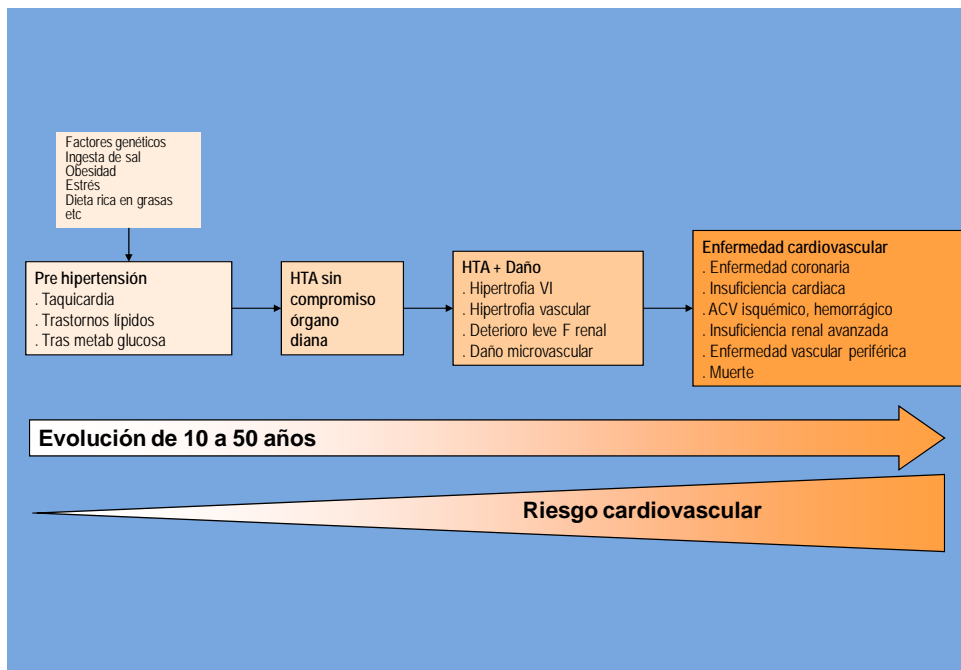 Factores genéticos
Ingesta de sal
Obesidad
Estrés
Dieta rica en grasas
etc
Pre hipertensión
. Taquicardia
. Trastornos lípidos
. Tras metab glucosa
HTA sin
compromiso
órgano
diana
HTA + Daño
. Hipertrofia VI
. Hipertrofia vascular
. Deterioro leve F renal
. Daño microvascular
Enfermedad cardiovascular
. Enfermedad coronaria
. Insuficiencia cardiaca
. ACV isquémico, hemorrágico
. Insuficiencia renal avanzada
. Enfermedad vascular periférica
. Muerte
Evolución de 10 a 50 años
Riesgo cardiovascular